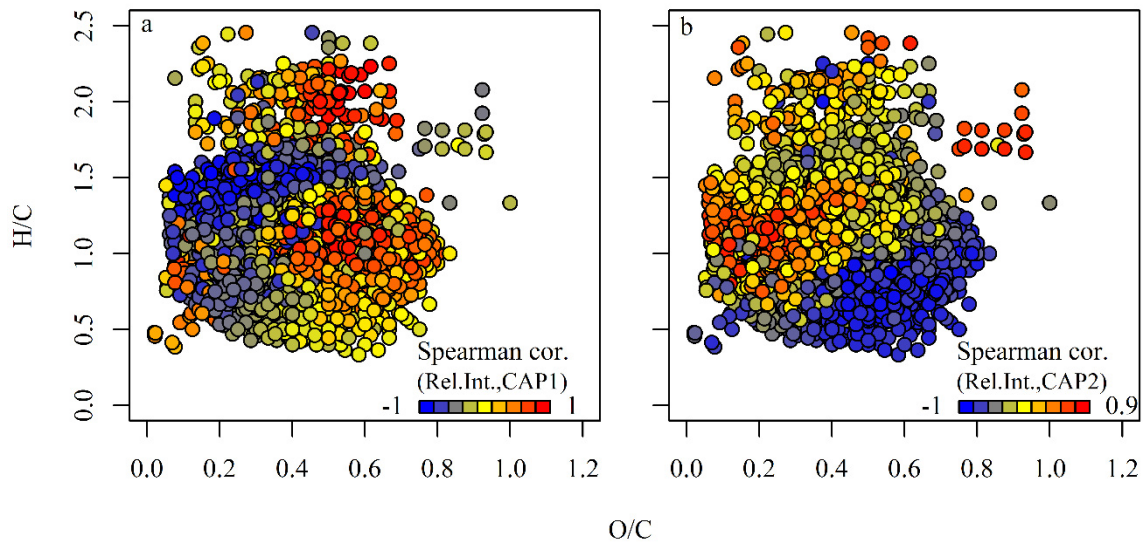 a
b
2.5
2.0
1.5
1.0
0.5
0.0
H/C
Spearman cor.
(Rel.Int.,CAP1)
-1 1
Spearman cor.
(Rel.Int.,CAP2)
-1 0.9
0.0 0.2 0.4 0.6 0.8 1.0 1.2
0.0 0.2 0.4 0.6 0.8 1.0 1.2
O/C